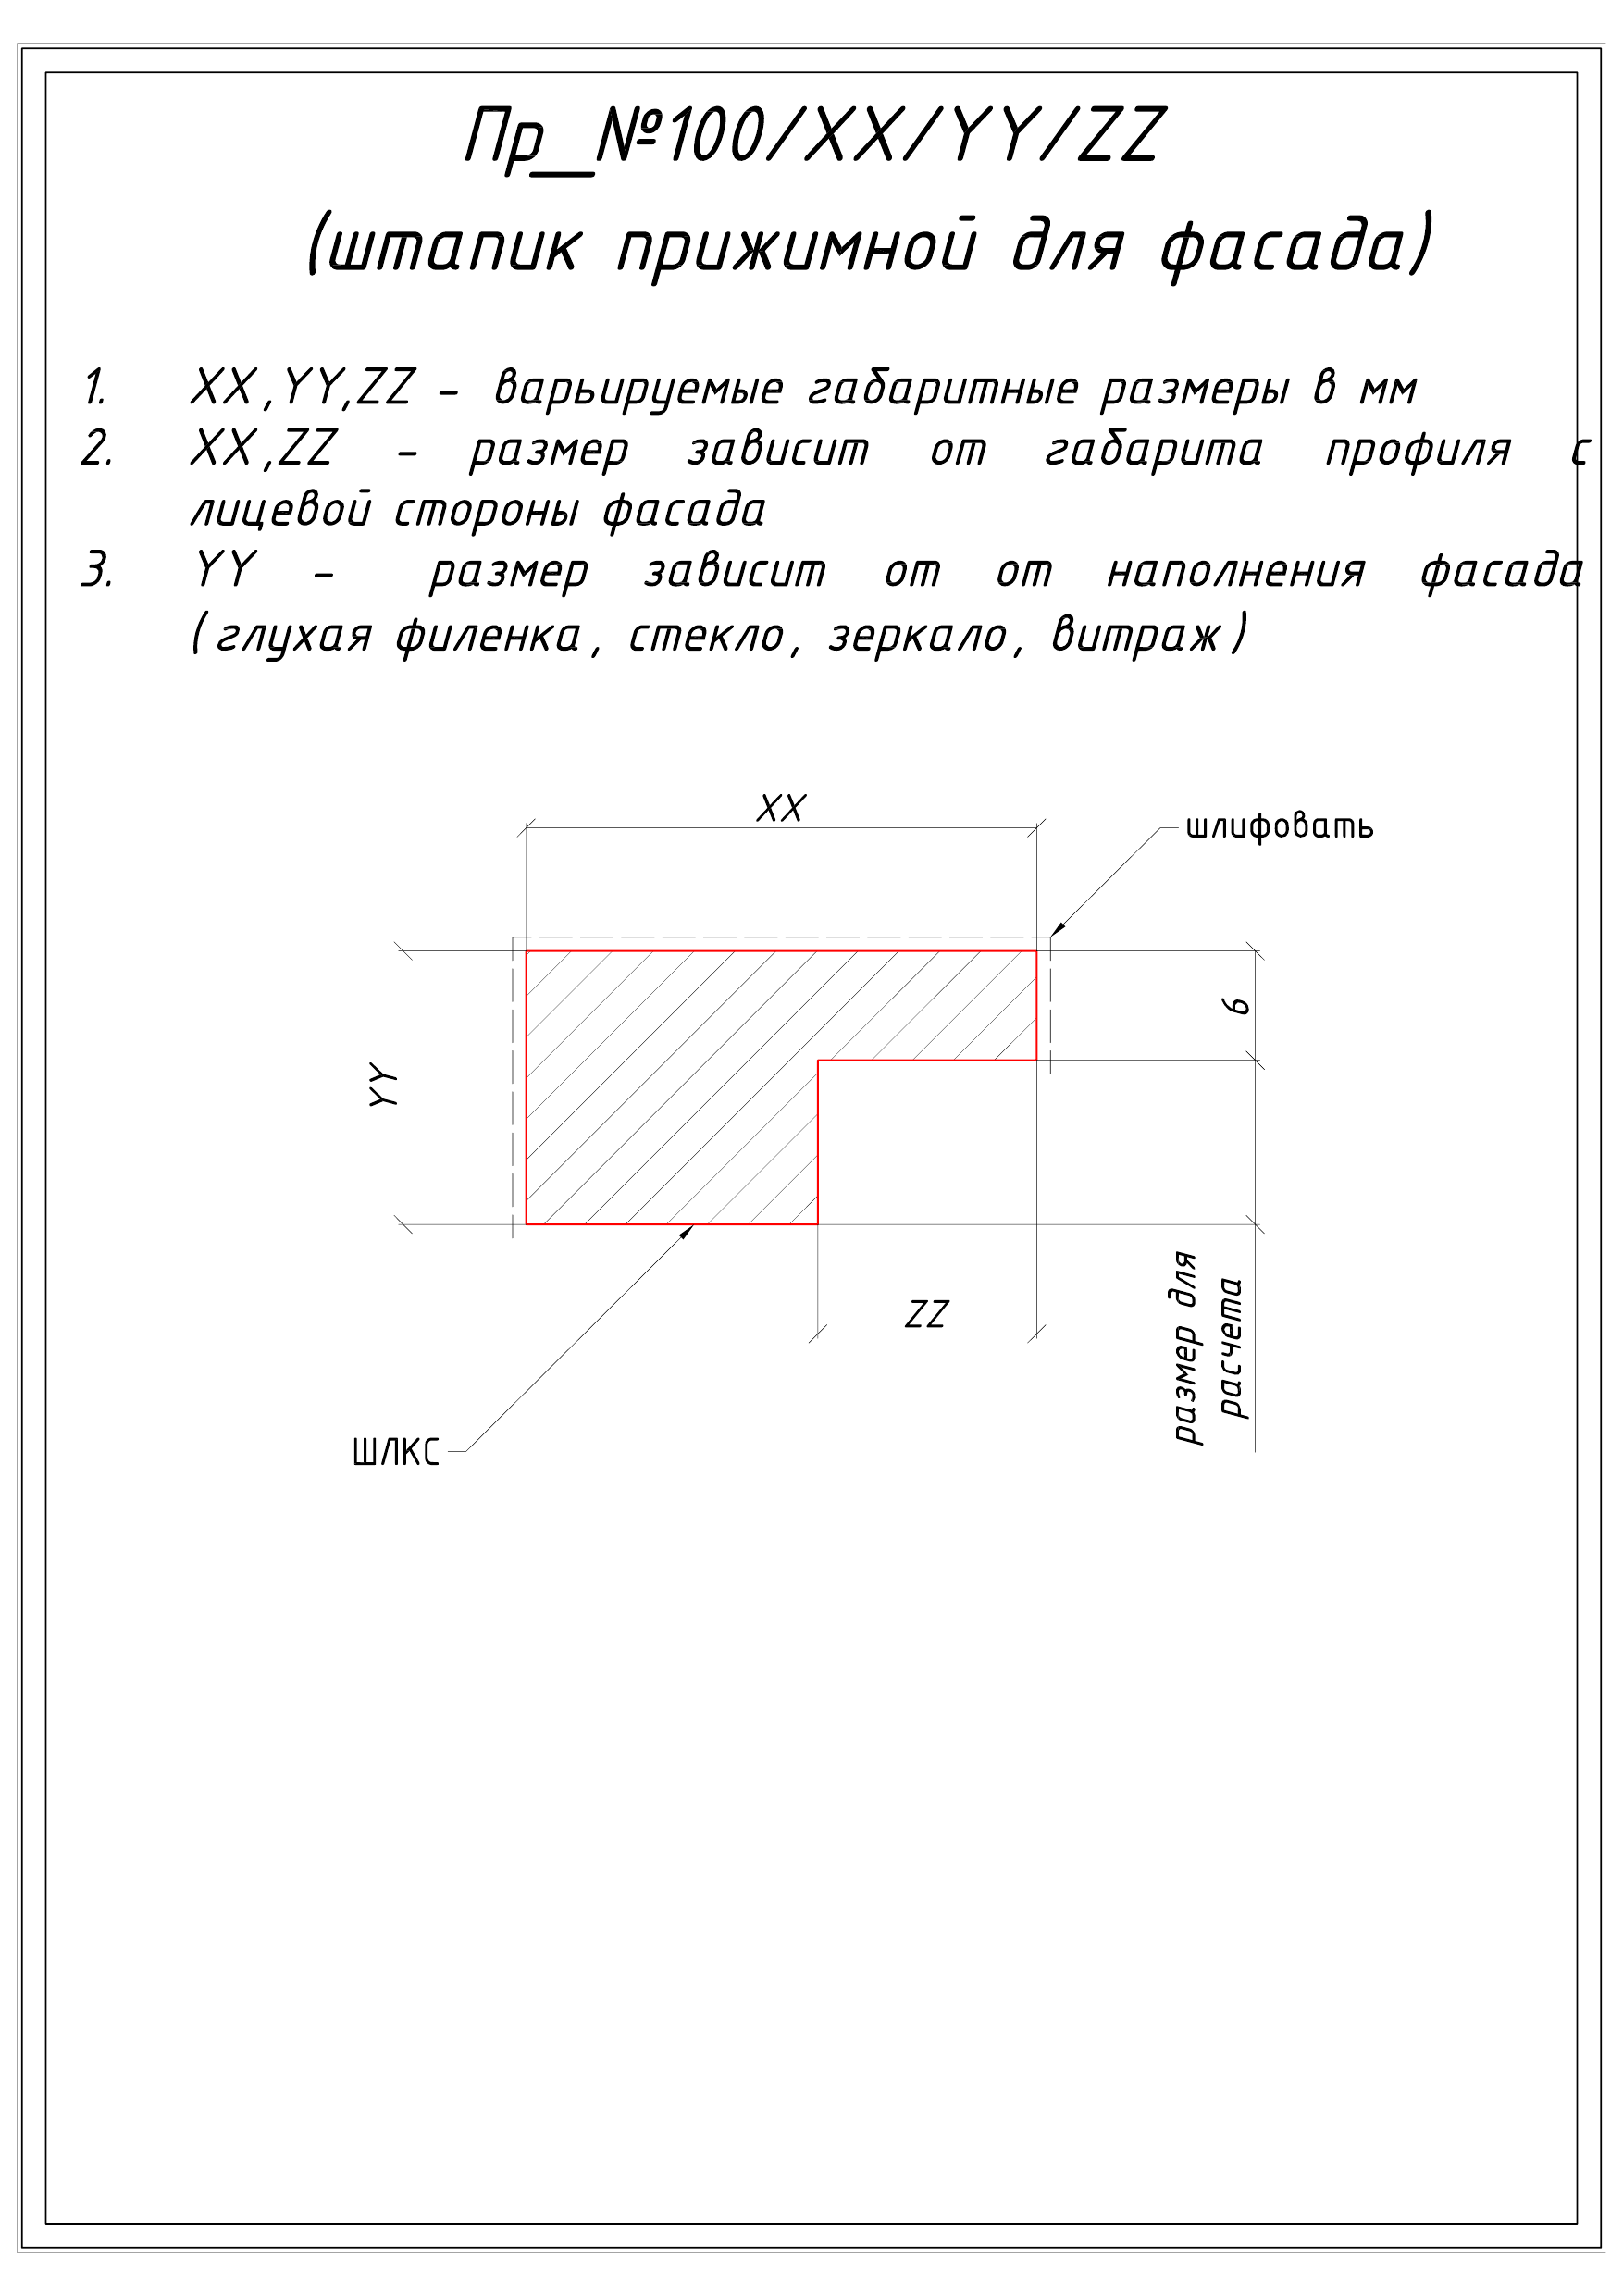 Пр_№100/XX/YY/ZZ
(штапик прижимной для фасада)
1. XX,YY,ZZ - варьируемые габаритные размеры в мм
2. XX,ZZ - размер зависит от габарита профиля с
лицевой стороны фасада
3. YY - размер зависит от от наполнения фасада
(глухая филенка, стекло, зеркало, витраж)
XX
шлифовать
6
YY
ZZ
размер для
расчета
ШЛКС